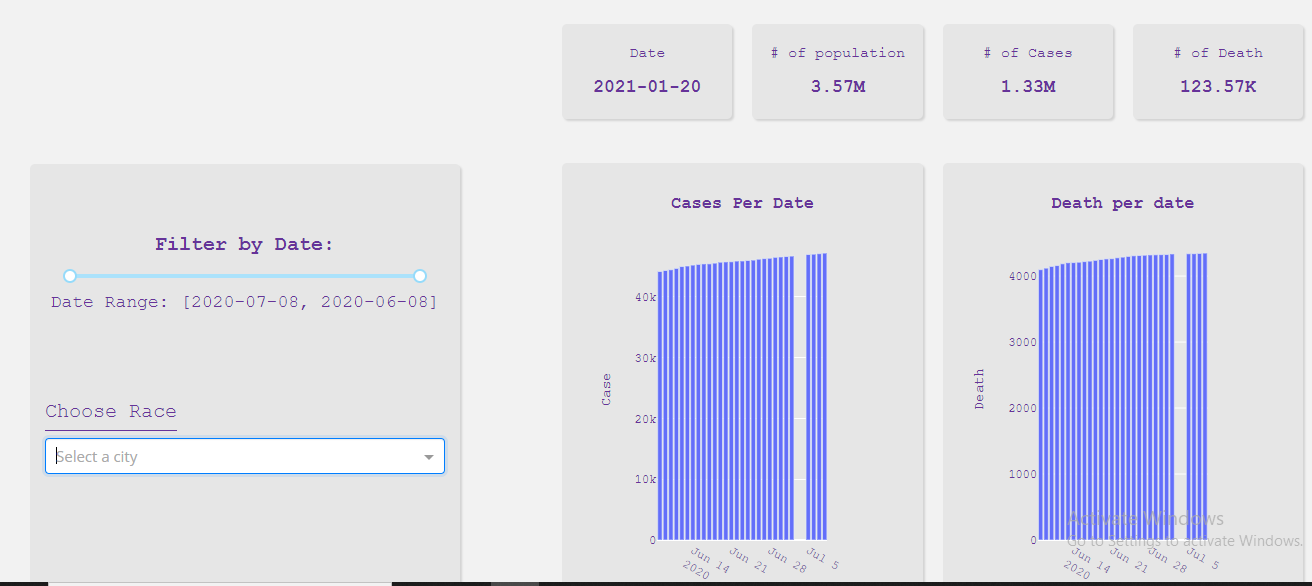 Date
2021-01-20
# of population
3.57M
# of Cases
1.33M
# of Death
123.57K
Filter by Date:
Date Range: [2020-07-08, 2020-06-08]
Choose Race
Select a city
Cases Per Date
Case
40k
30k
20k
10k
0
Jun 14
2020
Jun 21
Jun 28
Jul 5
Death per date
Death
4000
3000
2000
1000
0
Jun 14
2020
Jun 21
Jun 28
Jul 5
Activate Windows
Go to Settings to activate Windows.